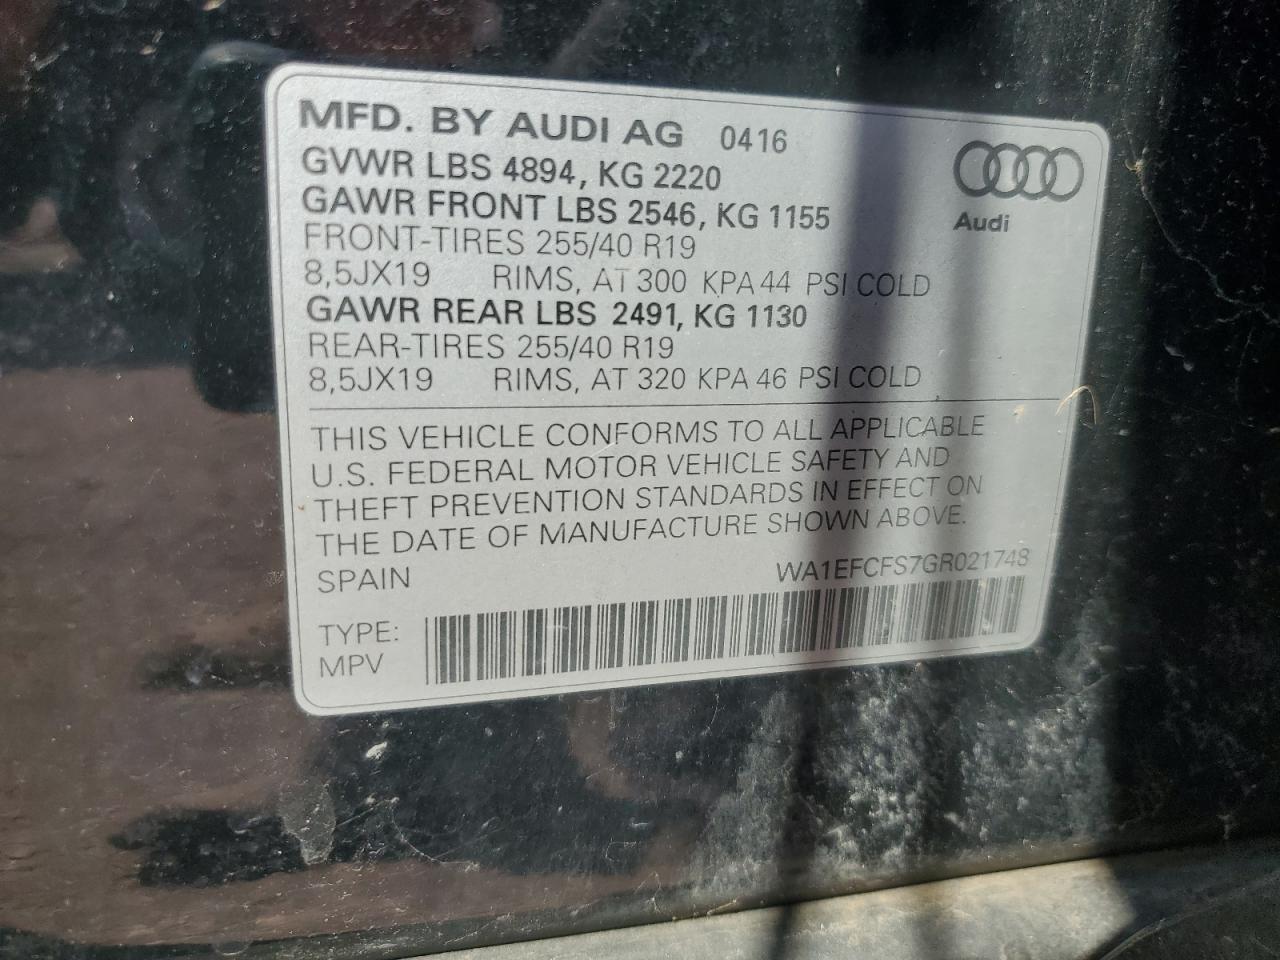 MFD. BY AUDI AG 0416
GVWR LBS 4894, KG 2220
GAWR FRONT LBS 2546, KG 1155
Audi
FRONT-TIRES 255/40 R19
8,5JX19 RIMS, AT 300 KPA 44 PSI COLD
GAWR REAR LBS 2491, KG 1130
REAR-TIRES 255/40 R19
8,5JX19 RIMS, AT 320 KPA 46 PSI COLD
THIS VEHICLE CONFORMS TO ALL APPLICABLE
U.S. FEDERAL MOTOR VEHICLE SAFETY AND
THEFT PREVENTION STANDARDS IN EFFECT ON
THE DATE OF MANUFACTURE SHOWN ABOVE.
SPAIN WA1EFCFS7GR021748
TYPE:
MPV